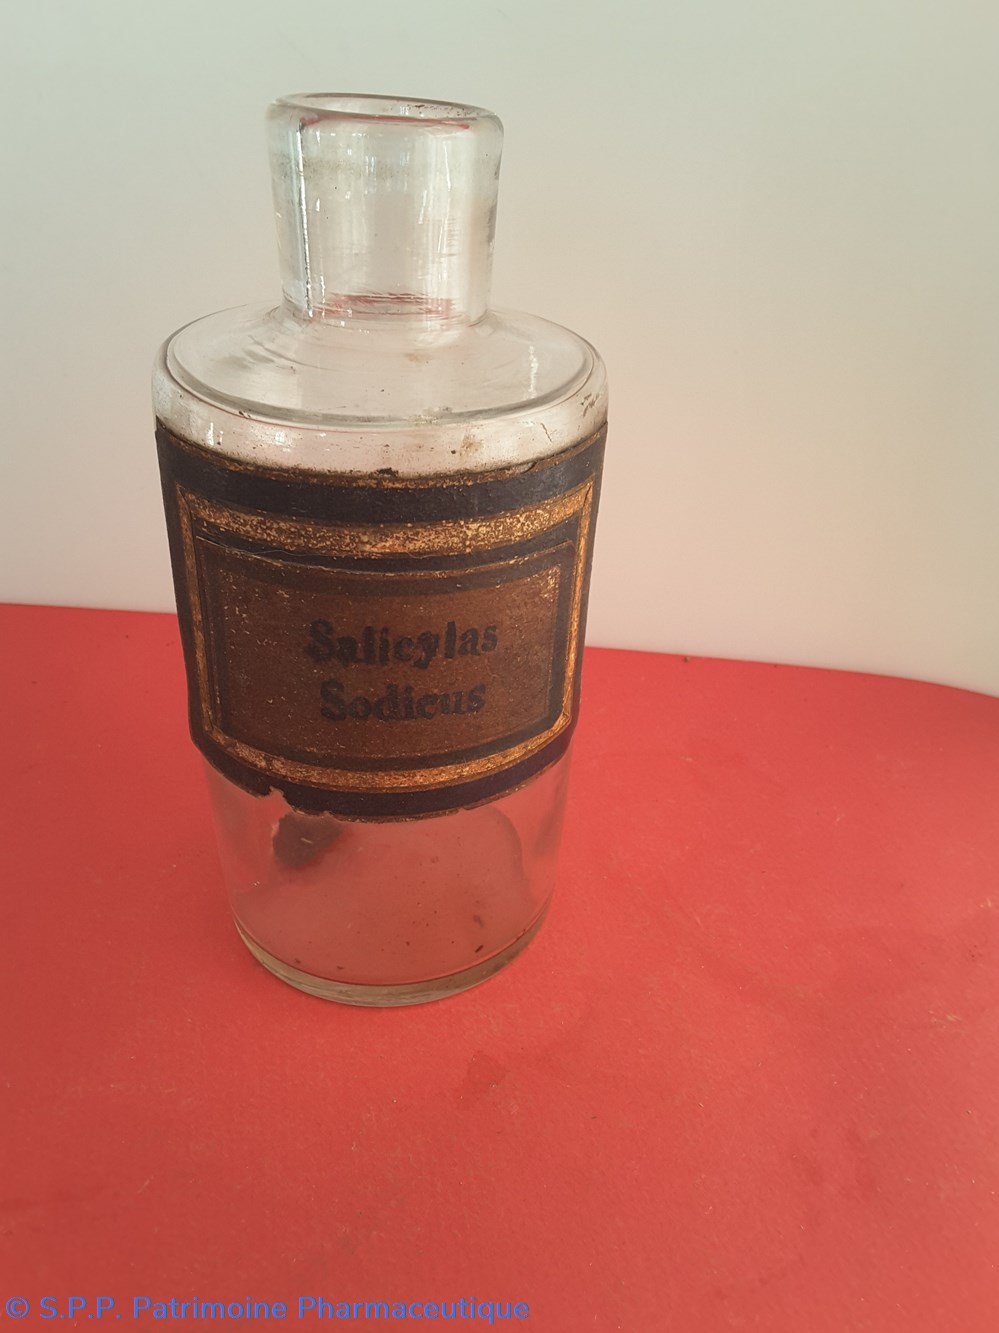 Salicylas
Sodicus
© S.P.P. Patrimoine Pharmaceutique